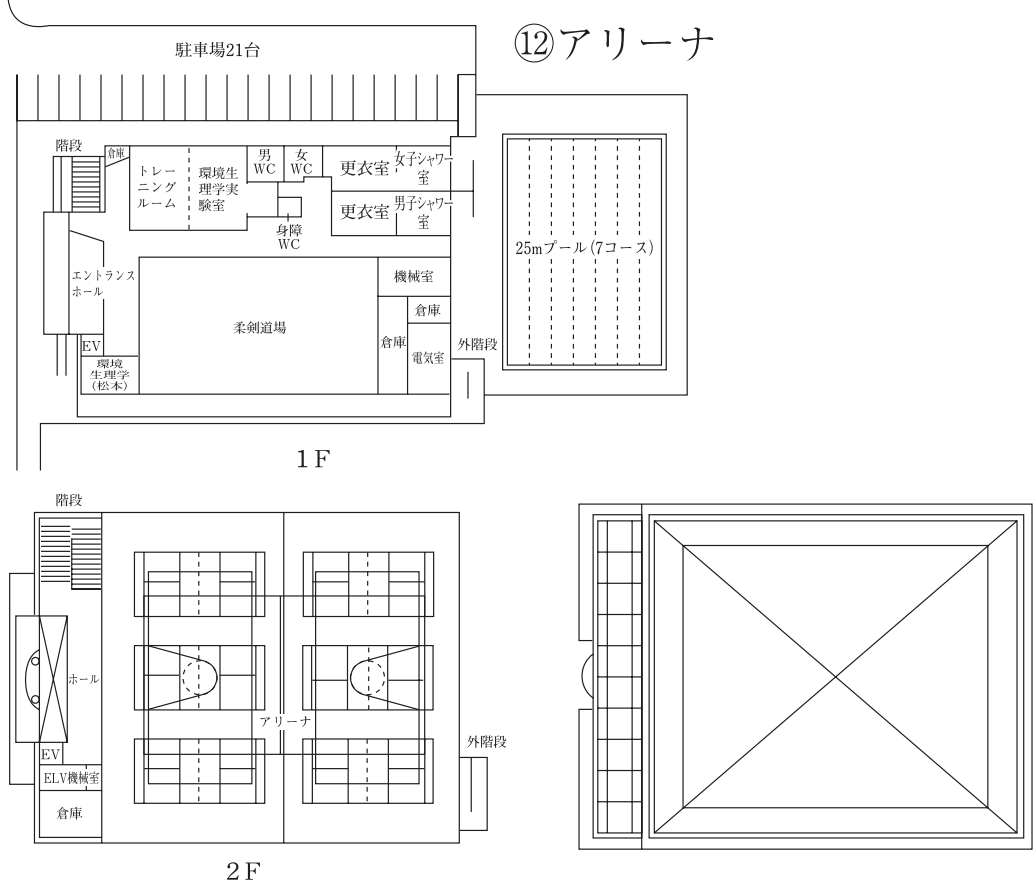 駐車場21台
⑫アリーナ
階段
倉庫
トレー
ニング
ルーム
環境生
理学実
験室
男
WC
女
WC
身障
WC
更衣室
女子シャワー
室
更衣室
男子シャワー
室
25mプール(7コース)
エントランス
ホール
EV
環境
生理学
(松本)
柔剣道場
機械室
倉庫
倉庫
電気室
外階段
1F
階段
ホール
アリーナ
EV
ELV機械室
倉庫
外階段
2F